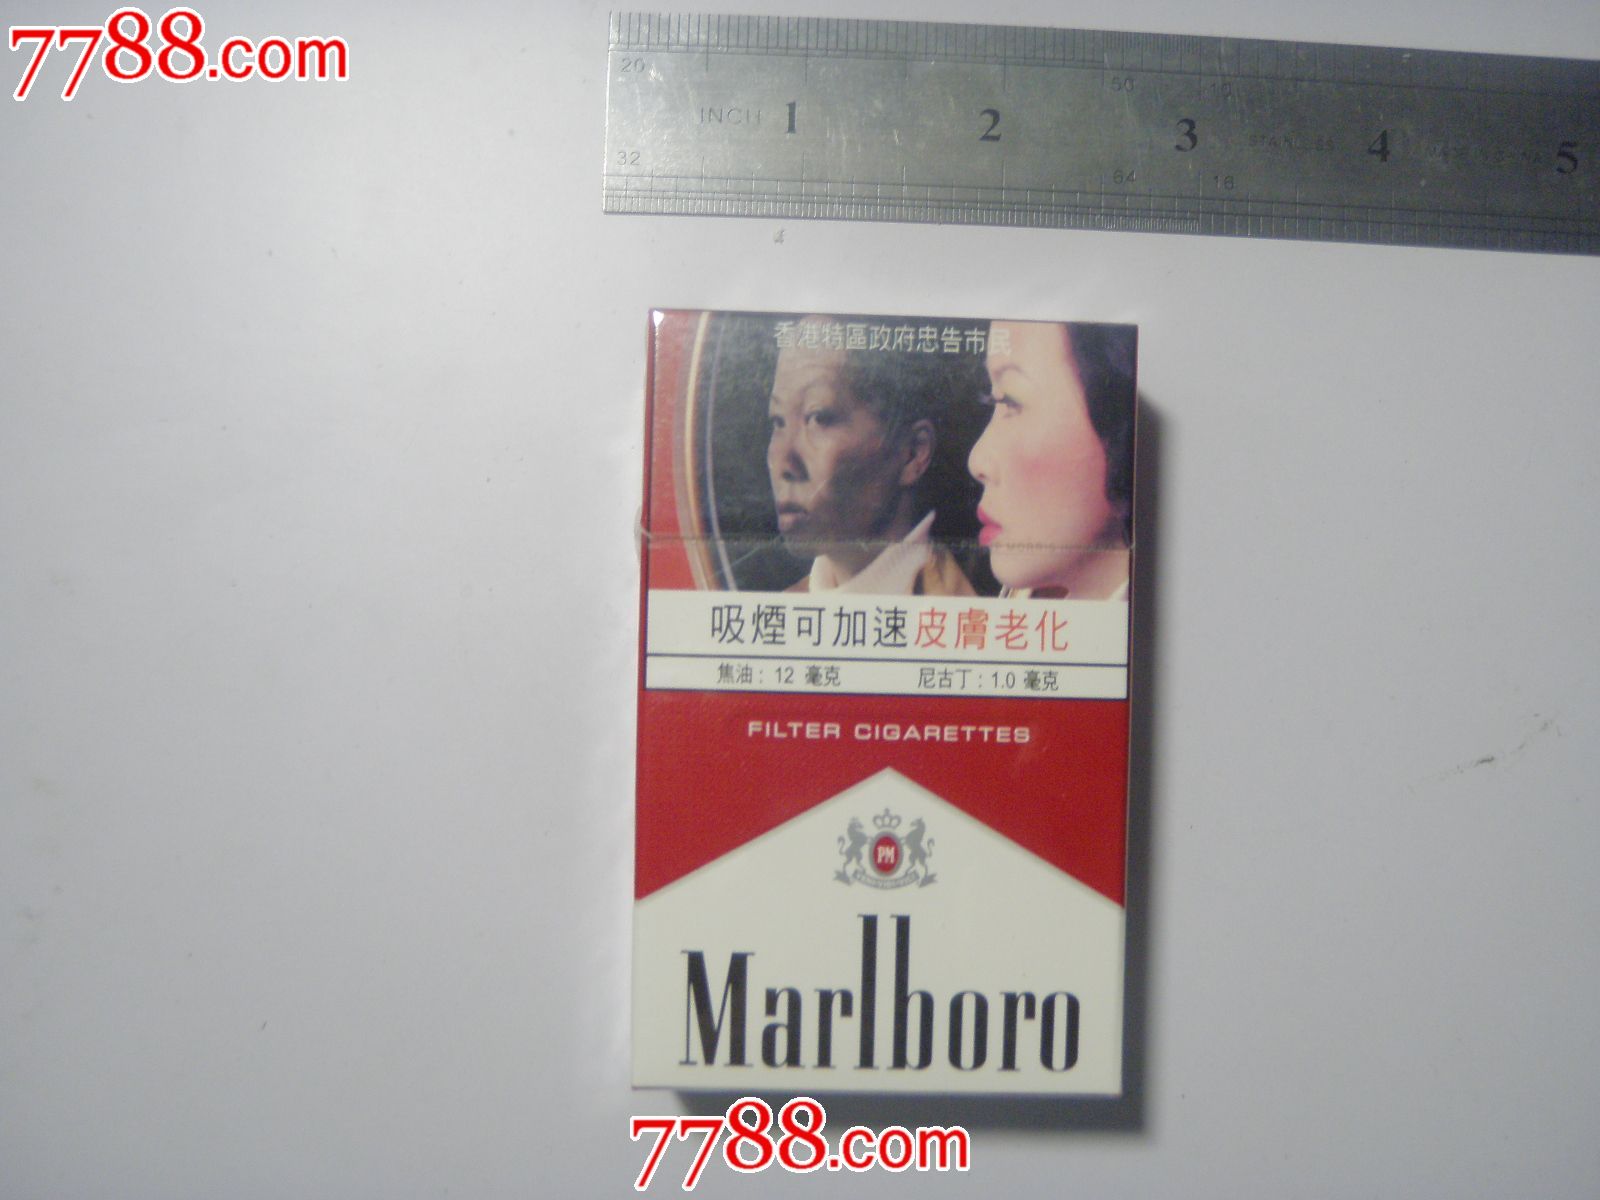 7788.com
20 50 10
INCH 1 2 3 4 5
STAINLESS
32 64 16
香港特區政府忠告市民
吸煙可加速皮膚老化
焦油: 12 毫克 尼古丁: 1.0 毫克
FILTER CIGARETTES
PM
Marlboro
7788.com